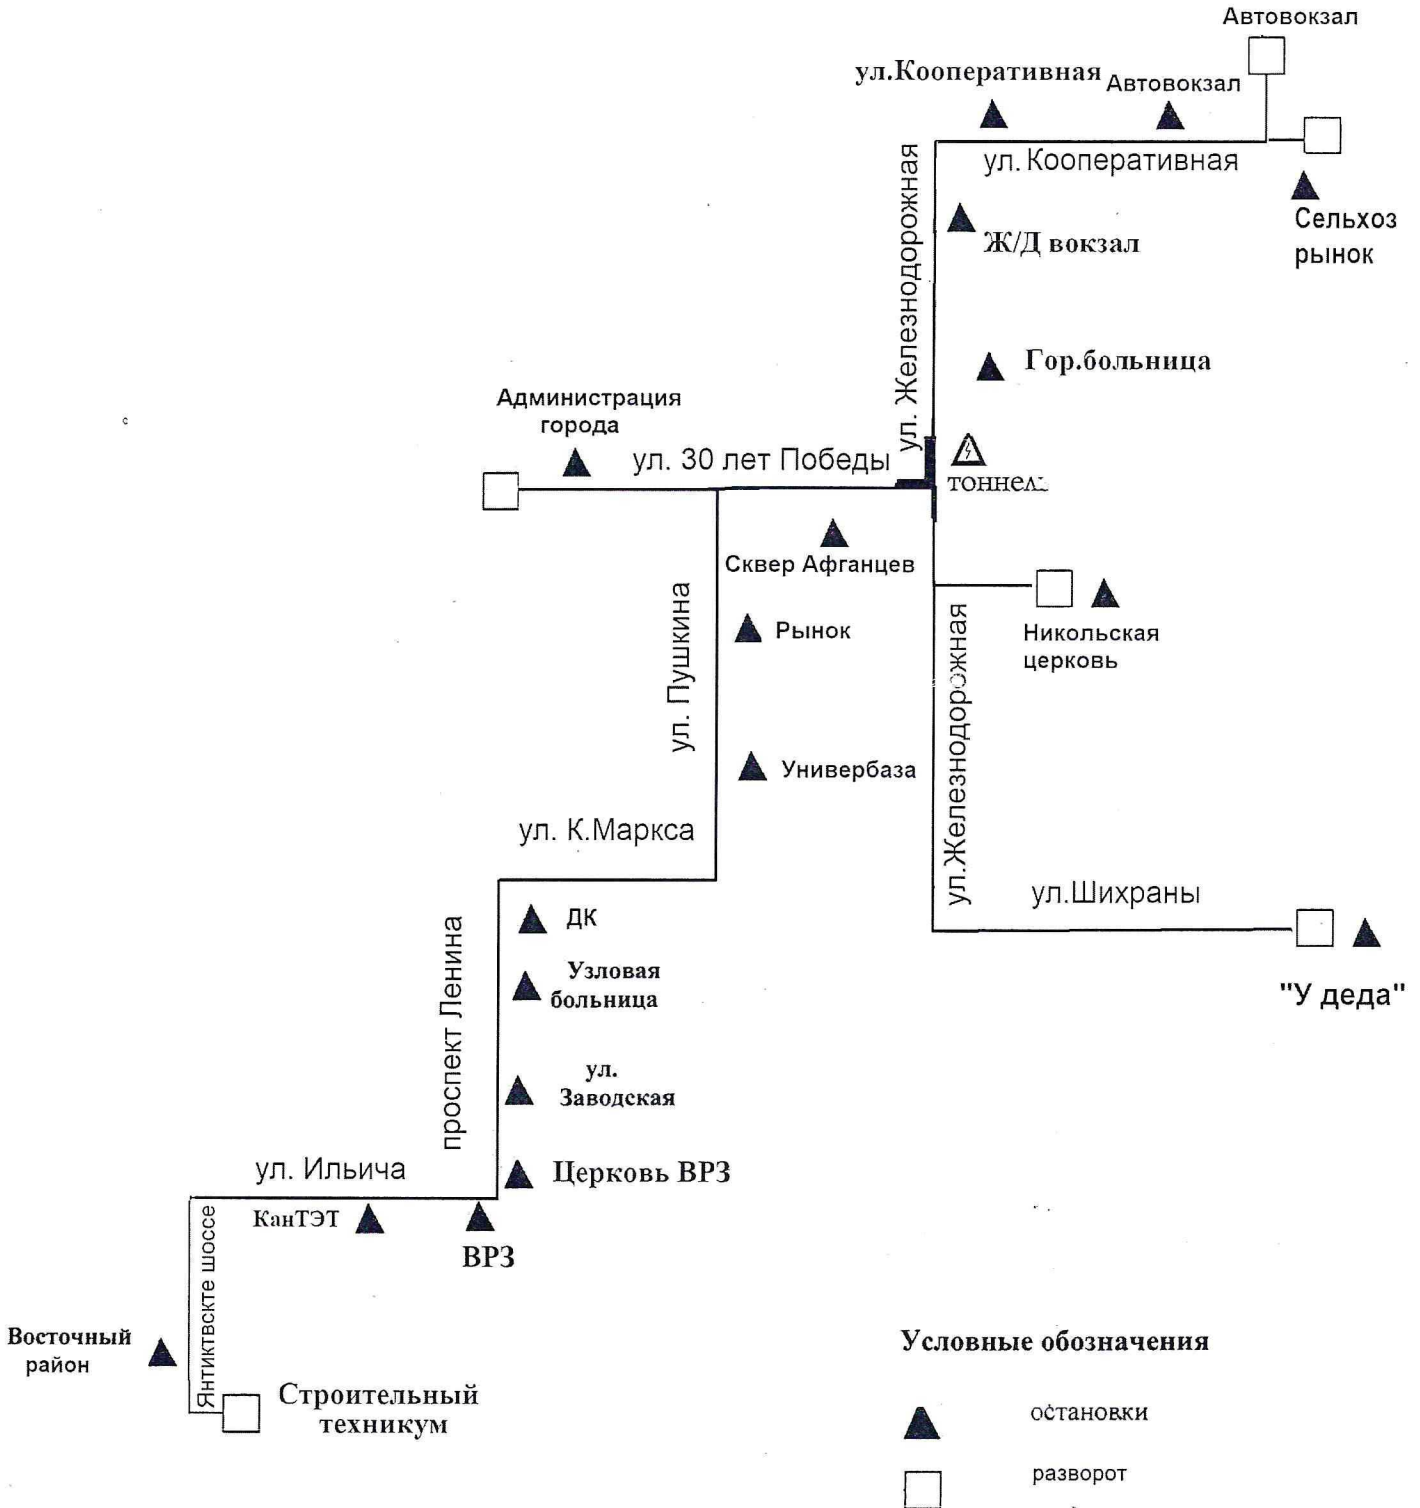 Автовокзал
ул.Кооперативная
Автовокзал
ул. Кооперативная
ул. Железнодорожная
Ж/Д вокзал
Сельхоз
рынок
Гор.больница
Администрация
города
ул. 30 лет Победы
Сквер Афганцев
ул. Пушкина
Рынок
Никольская
церковь
ул.Железнодорожная
Универбаза
ул. К.Маркса
ул.Шихраны
"У деда"
ДК
проспект Ленина
Узловая
больница
ул.
Заводская
Церковь ВРЗ
ул. Ильича
КанТЭТ
ВРЗ
Янтиктвскте шоссе
Восточный
район
Строительный
техникум
Условные обозначения
остановки
разворот